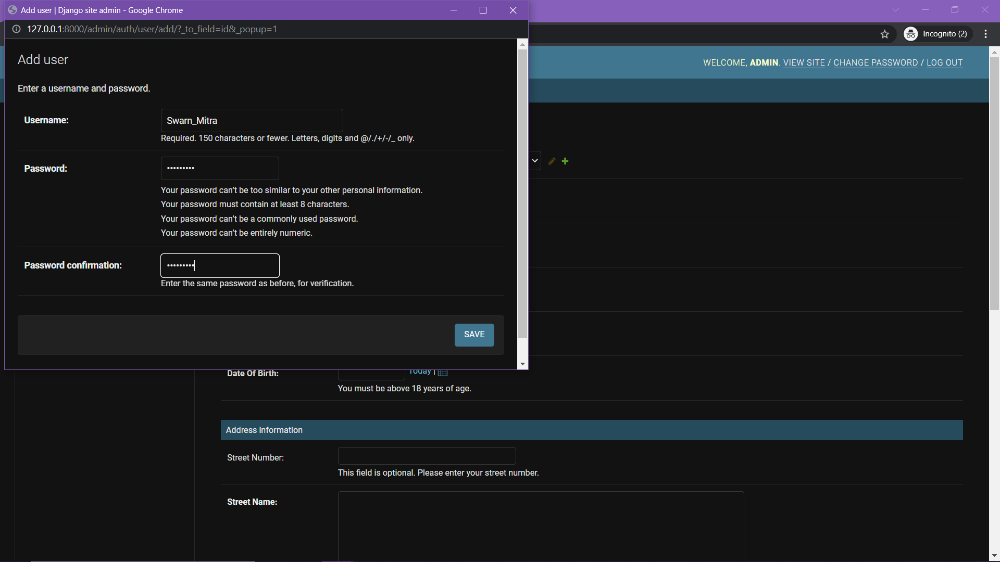 Add user | Django site admin - Google Chrome
127.0.0.1:8000/admin/auth/user/add/?_to_field=id&_popup=1
Incognito (2)
WELCOME, ADMIN. VIEW SITE / CHANGE PASSWORD / LOG OUT
Add user
Enter a username and password.
Username:
Swarn_Mitra
Required. 150 characters or fewer. Letters, digits and @/./+/-/_ only.
Password:
•••••••••
Your password can’t be too similar to your other personal information.
Your password must contain at least 8 characters.
Your password can’t be a commonly used password.
Your password can’t be entirely numeric.
Password confirmation:
•••••••••
Enter the same password as before, for verification.
SAVE
Date Of Birth:
Today |
You must be above 18 years of age.
Address information
Street Number:
This field is optional. Please enter your street number.
Street Name: